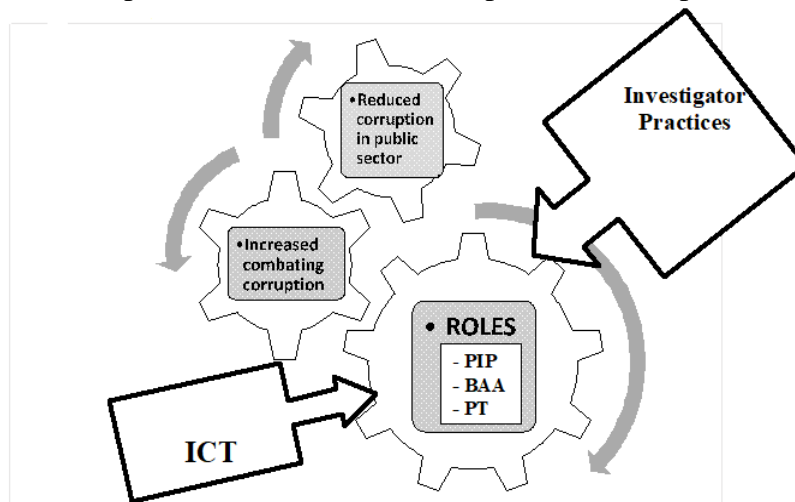 •Reduced
corruption
in public
sector
Investigator
Practices
•Increased
combating
corruption
• ROLES
- PIP
- BAA
- PT
ICT